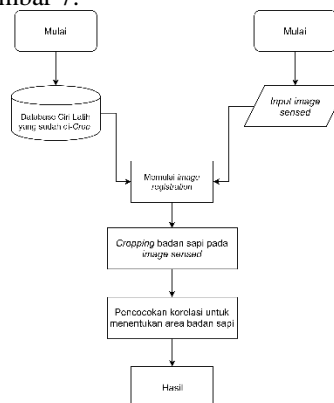 mbar 7.
Mulai
Mulai
Database Ciri Latih
yang sudah di-Crop
Input image
sensed
Memulai image
registration
Cropping badan sapi pada
image sensed
Pencocokan korelasi untuk
menentukan area badan sapi
Hasil